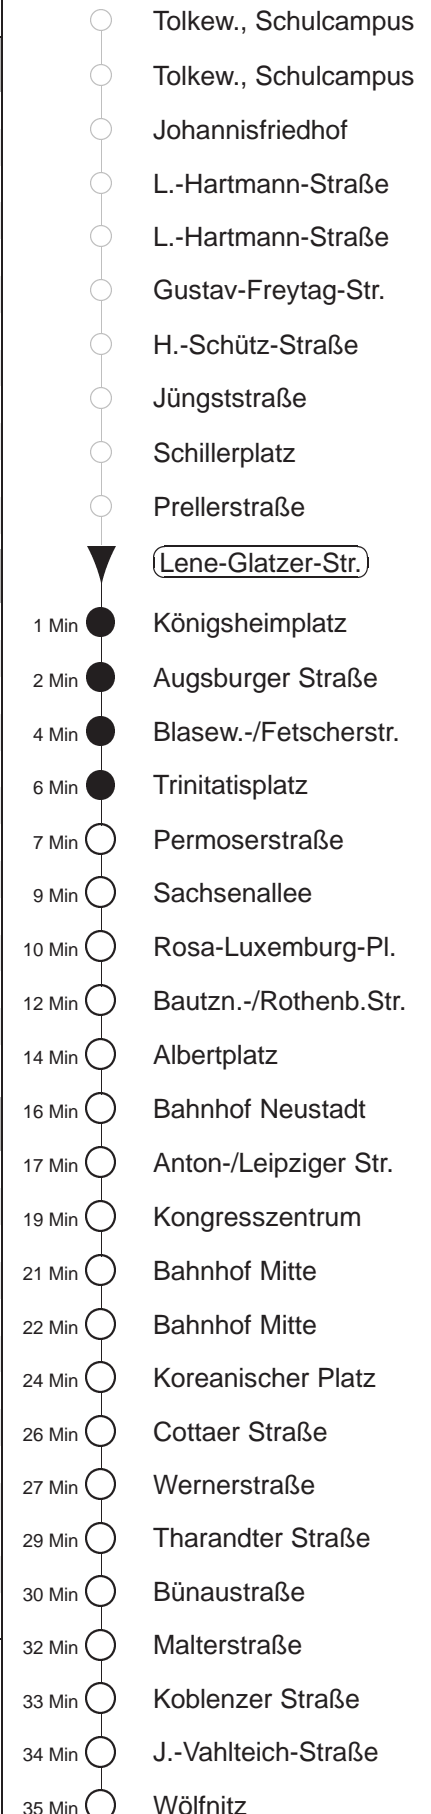 Tolkew., Schulcampus
Tolkew., Schulcampus
Johannisfriedhof
L.-Hartmann-Straße
L.-Hartmann-Straße
Gustav-Freytag-Str.
H.-Schütz-Straße
Jüngststraße
Schillerplatz
Prellerstraße
Lene-Glatzer-Str.
1 Min Königsheimplatz
2 Min Augsburger Straße
4 Min Blasew.-/Fetscherstr.
6 Min Trinitatisplatz
7 Min Permoserstraße
9 Min Sachsenallee
10 Min Rosa-Luxemburg-Pl.
12 Min Bautzn.-/Rothenb.Str.
14 Min Albertplatz
16 Min Bahnhof Neustadt
17 Min Anton-/Leipziger Str.
19 Min Kongresszentrum
21 Min Bahnhof Mitte
22 Min Bahnhof Mitte
24 Min Koreanischer Platz
26 Min Cottaer Straße
27 Min Wernerstraße
29 Min Tharandter Straße
30 Min Bünaustraße
32 Min Malterstraße
33 Min Koblenzer Straße
34 Min J.-Vahlteich-Straße
35 Min Wölfnitz